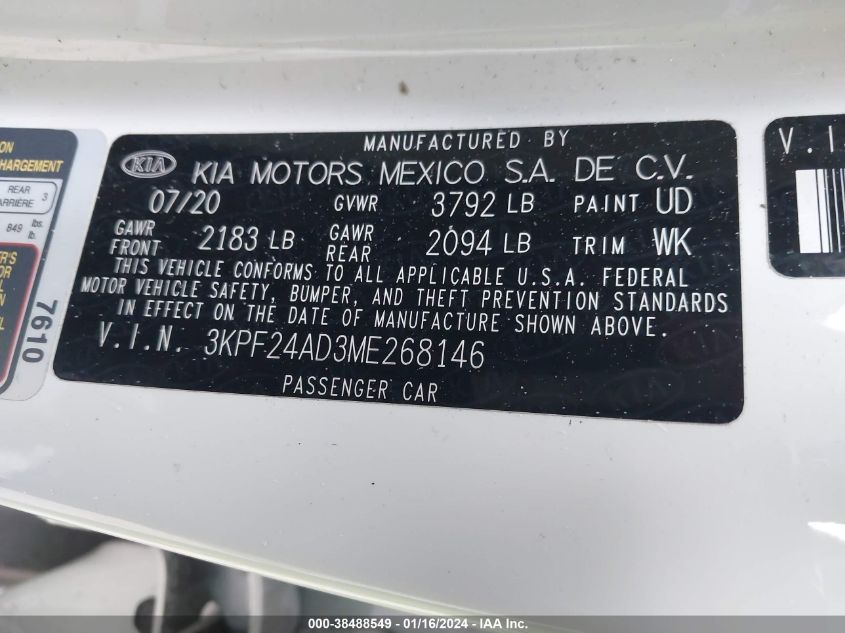 MANUFACTURED BY
KIA KIA MOTORS MEXICO S.A. DE C.V.
07/20 GVWR 3792 LB PAINT UD
GAWR FRONT 2183 LB GAWR REAR 2094 LB TRIM WK
THIS VEHICLE CONFORMS TO ALL APPLICABLE U.S.A. FEDERAL
MOTOR VEHICLE SAFETY, BUMPER, AND THEFT PREVENTION STANDARDS
IN EFFECT ON THE DATE OF MANUFACTURE SHOWN ABOVE.
V.I.N. 3KPF24AD3ME268146
PASSENGER CAR
REAR 3
849 lbs.
7610
V.I
000-38488549 - 01/16/2024 - IAA Inc.